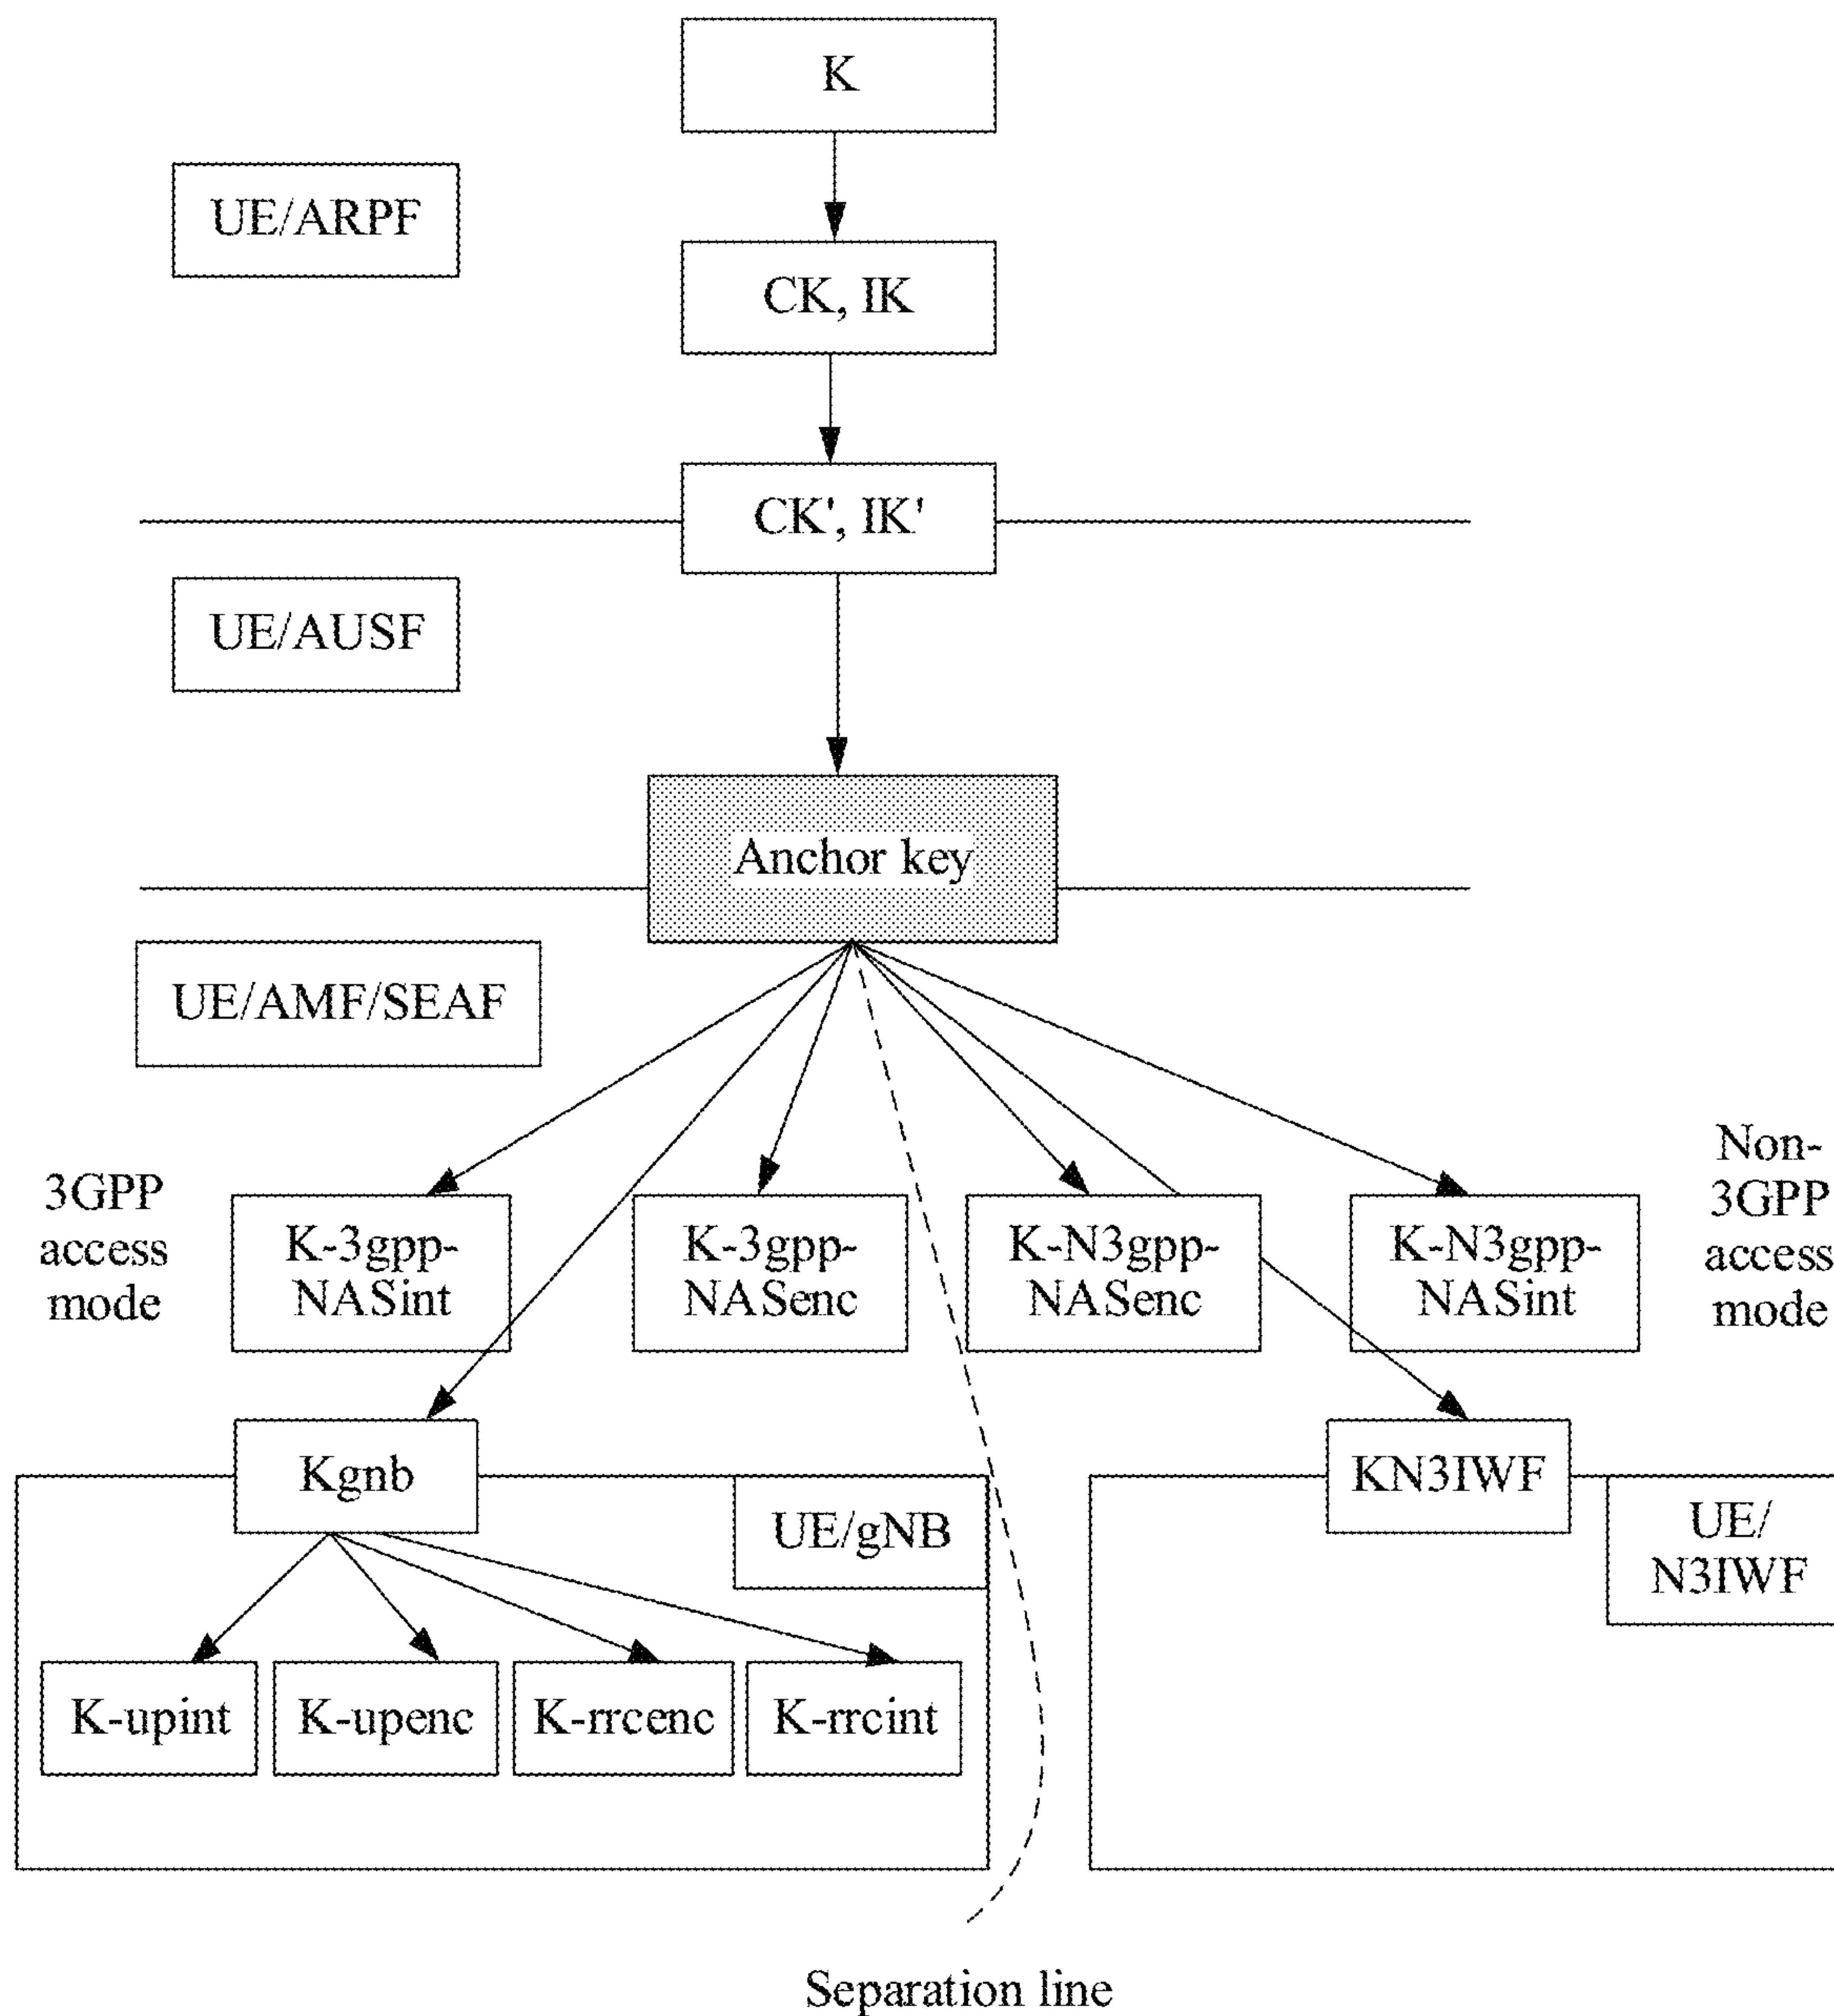 K
UE/ARPF
CK, IK
CK', IK'
UE/AUSF
Anchor key
UE/AMF/SEAF
3GPP
access
mode
K-3gpp-
NASint
K-3gpp-
NASenc
K-N3gpp-
NASenc
K-N3gpp-
NASint
Non-
3GPP
access
mode
Kgnb
UE/gNB
KN3IWF
UE/
N3IWF
K-upint
K-upenc
K-rrcenc
K-rrcint
Separation line